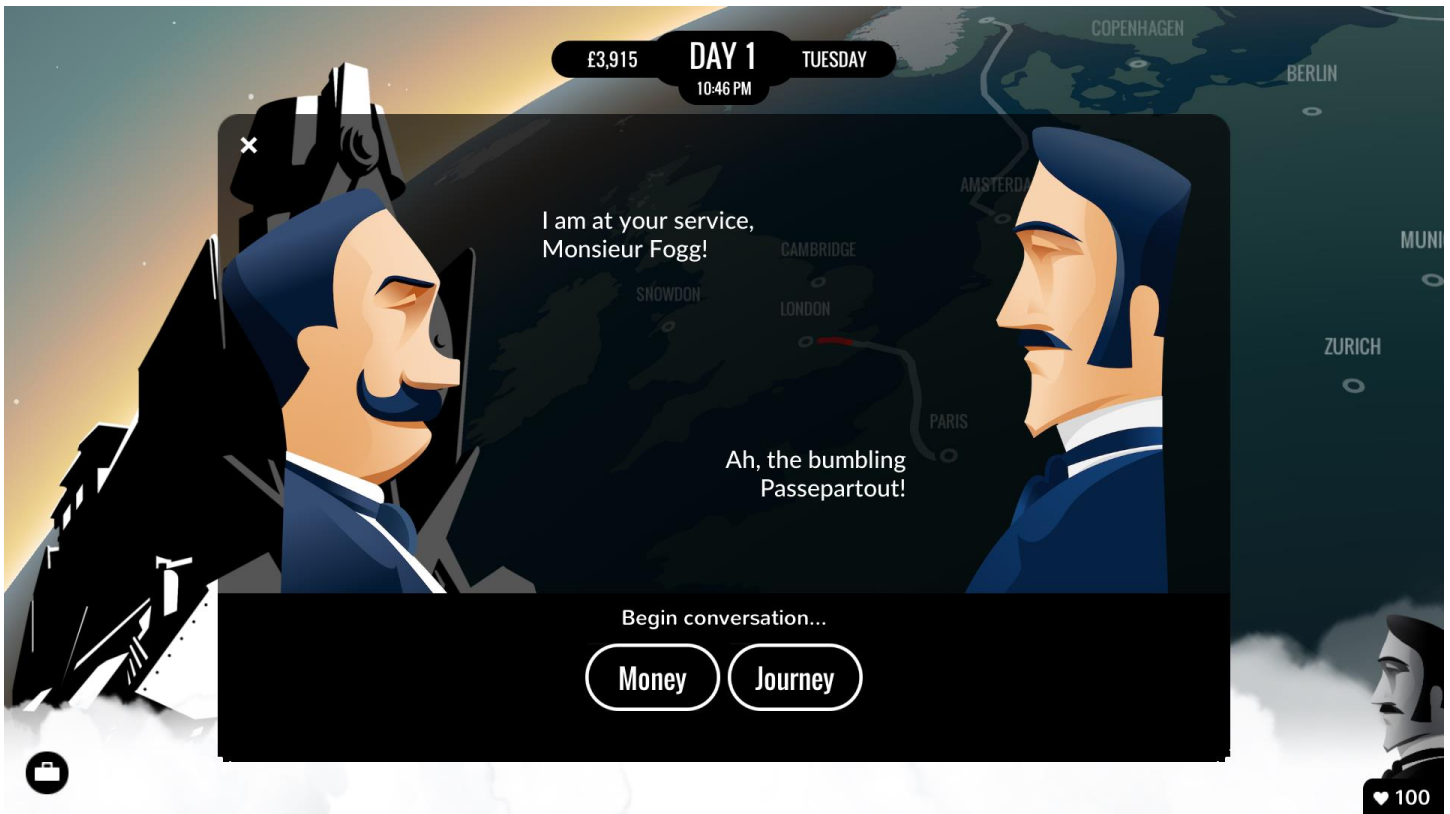 COPENHAGEN
£3,915
DAY 1
TUESDAY
10:46 PM
BERLIN
×
AMSTERDA
I am at your service,
Monsieur Fogg!
CAMBRIDGE
MUNI
SNOWDON
LONDON
ZURICH
PARIS
Ah, the bumbling
Passepartout!
Begin conversation...
Money
Journey
100